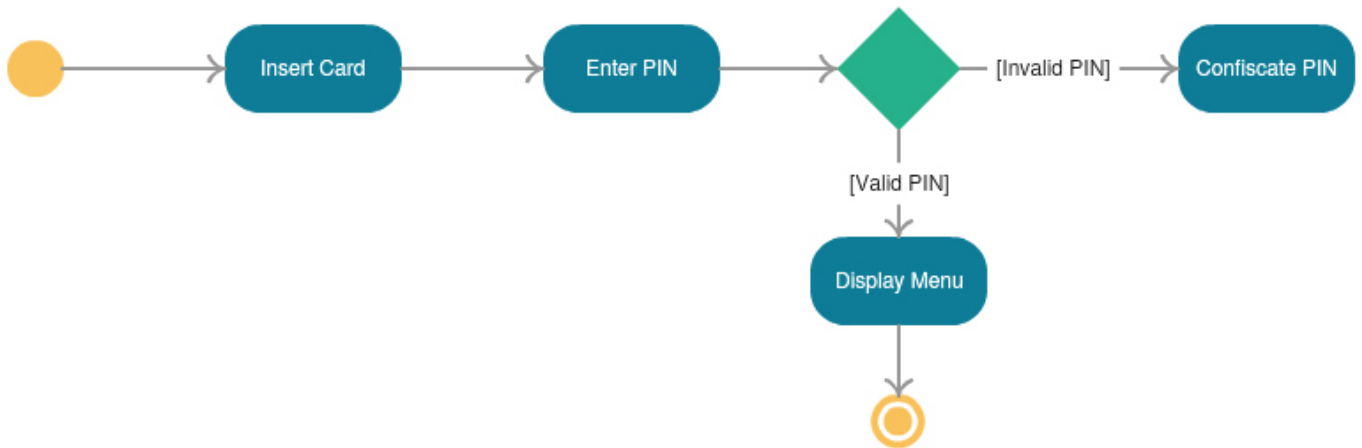 Insert Card
Enter PIN
[Invalid PIN]
Confiscate PIN
[Valid PIN]
Display Menu